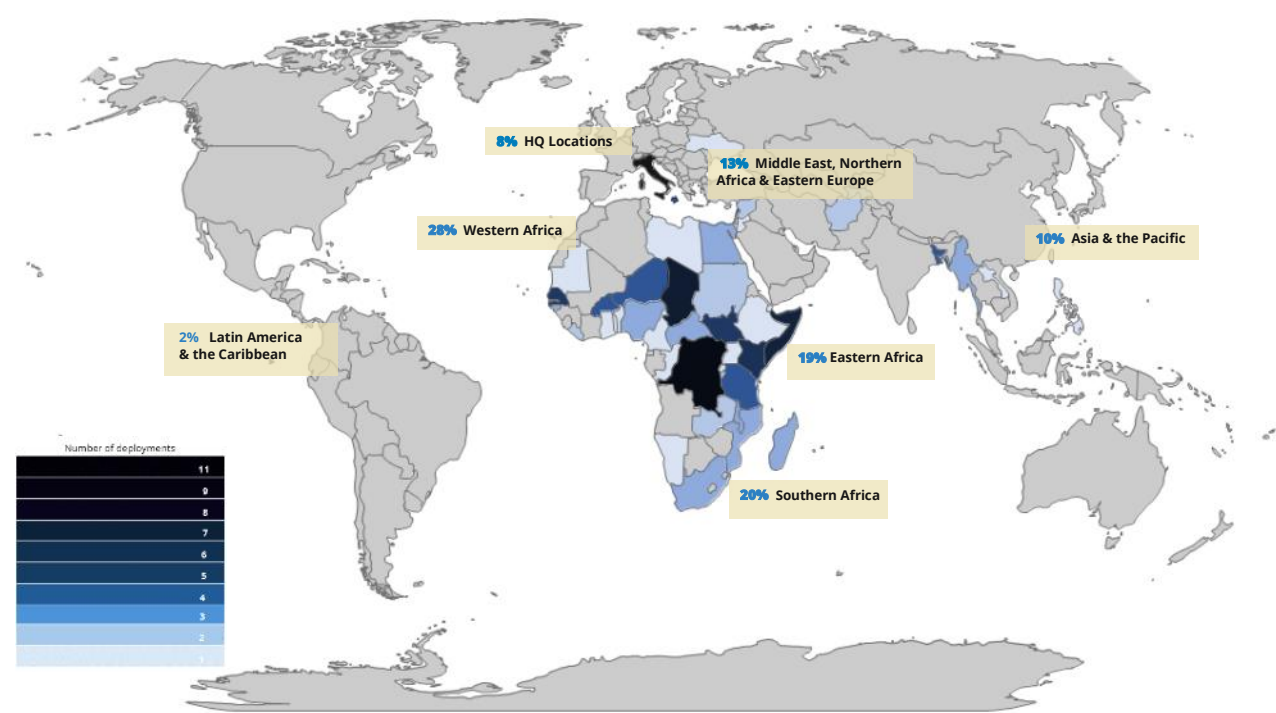 8% HQ Locations
13% Middle East, Northern
Africa & Eastern Europe
28% Western Africa
10% Asia & the Pacific
2% Latin America
& the Caribbean
19% Eastern Africa
20% Southern Africa
Number of deployments
11
9
8
7
6
5
4
3
2
1